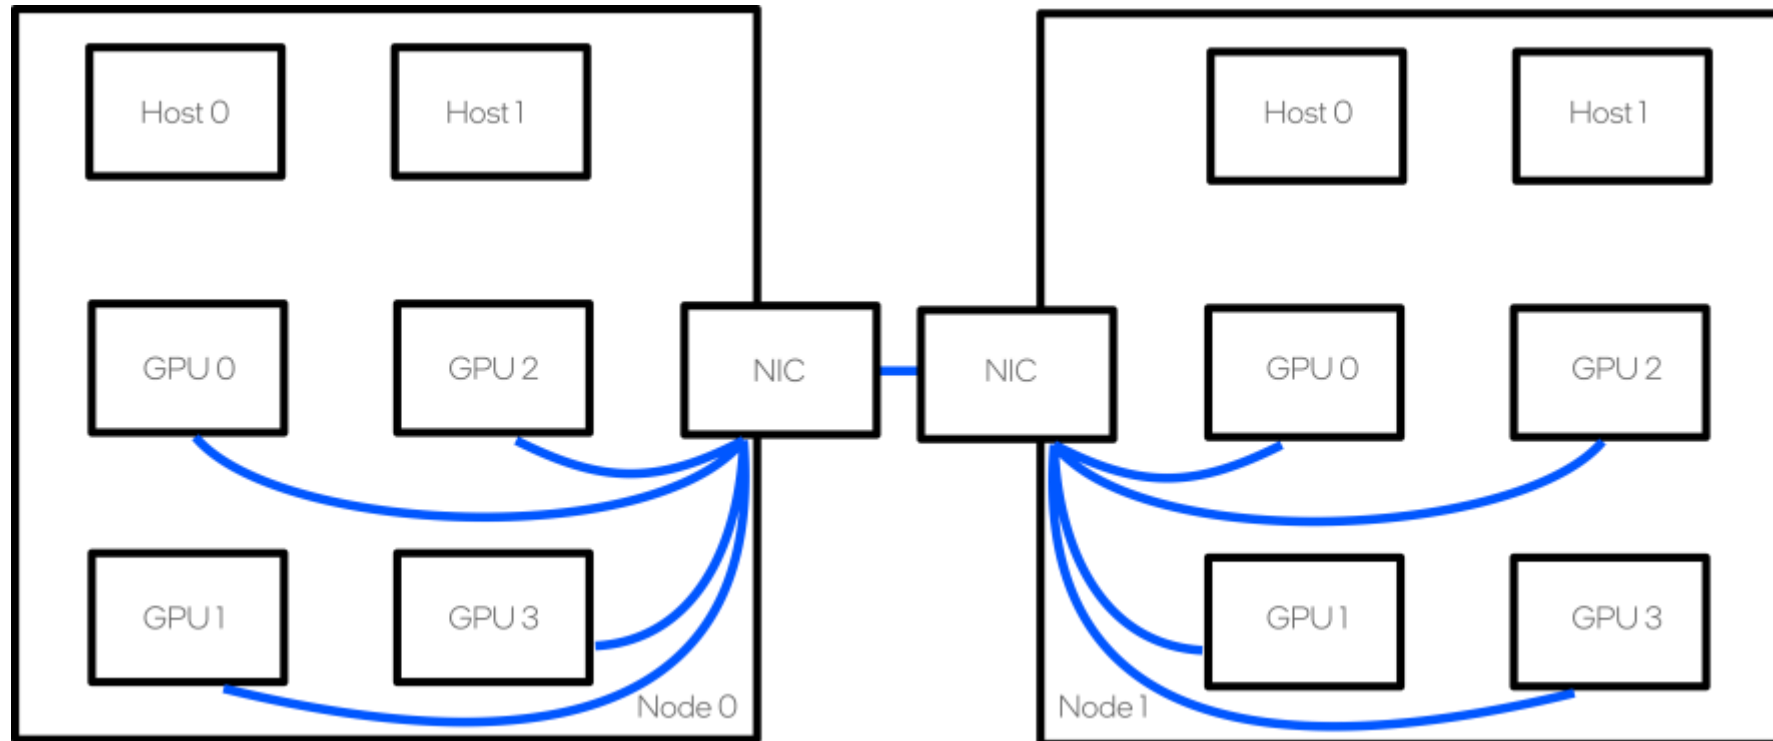 Host 0
Host 1
Host 0
Host 1
GPU 0
GPU 2
NIC
NIC
GPU 0
GPU 2
GPU 1
GPU 3
GPU 1
GPU 3
Node 0
Node 1